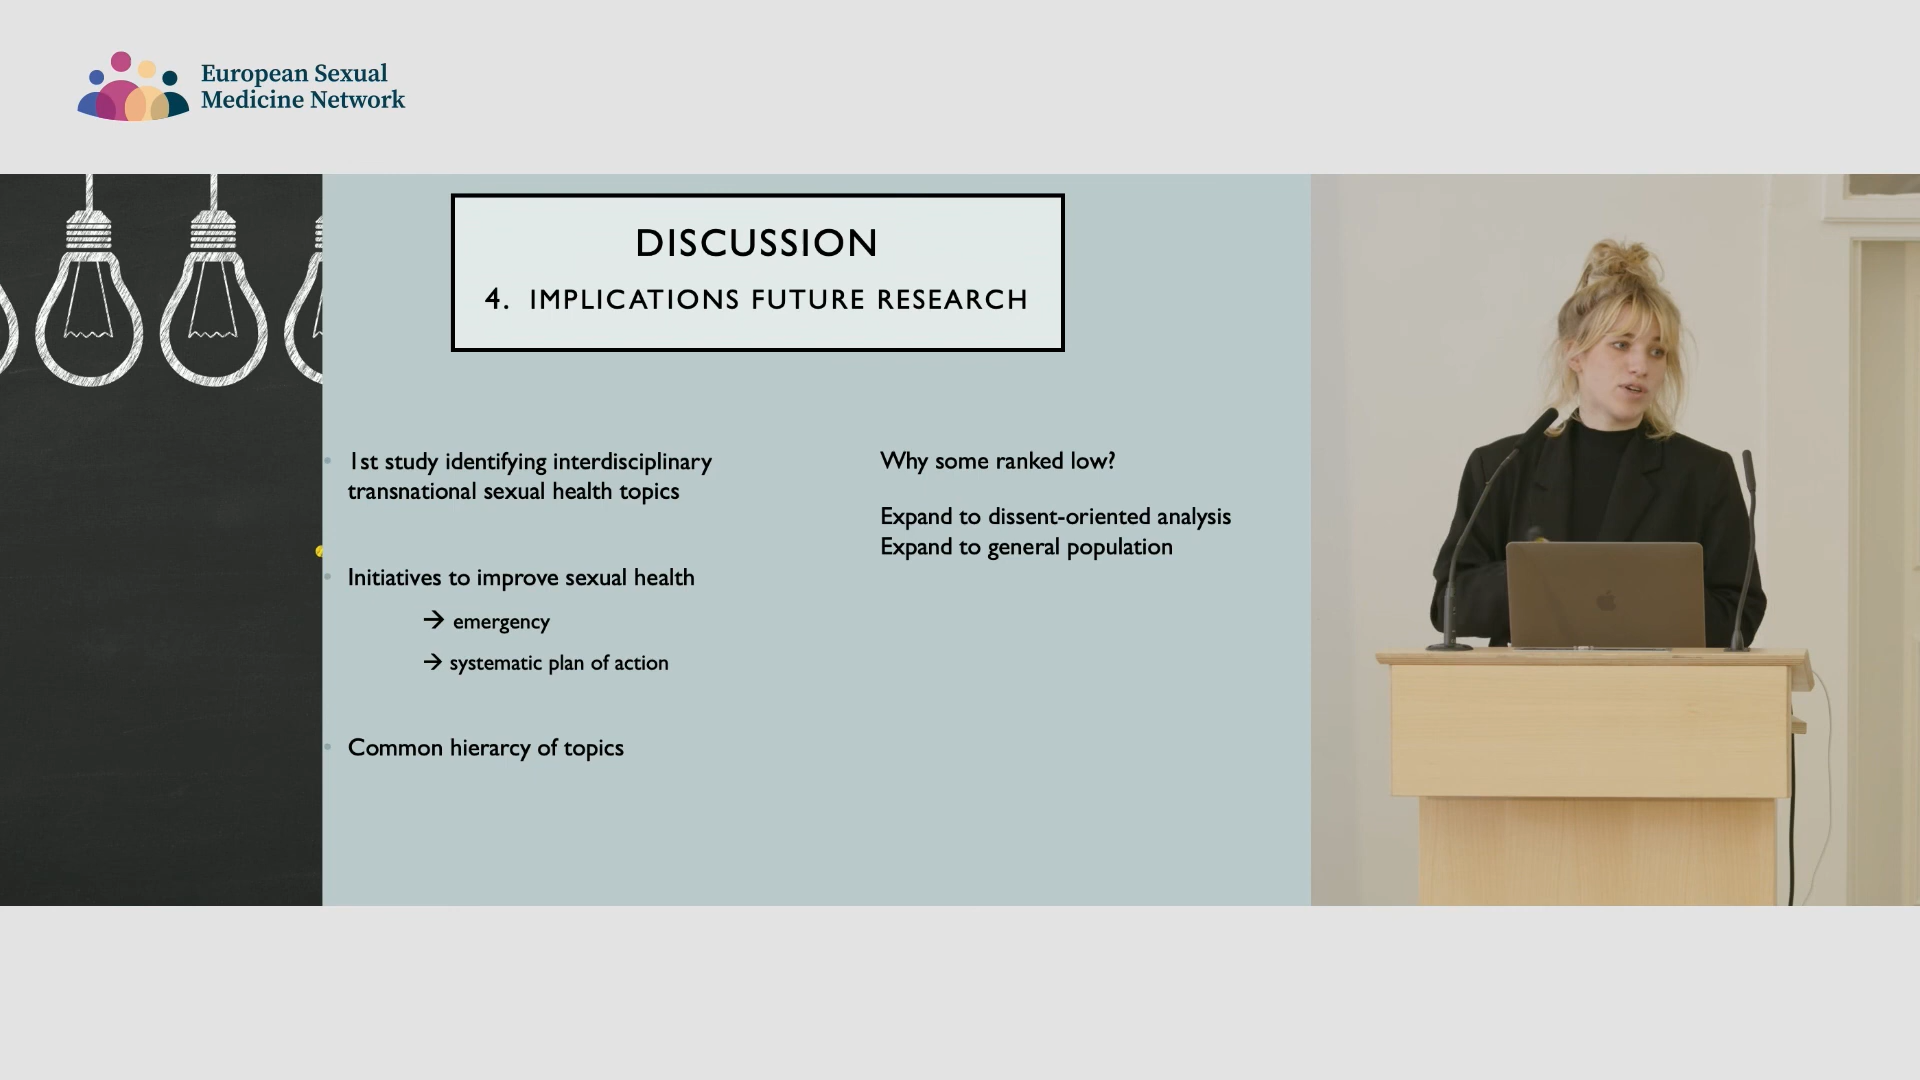 European Sexual
Medicine Network
DISCUSSION
4. IMPLICATIONS FUTURE RESEARCH
1st study identifying interdisciplinary
transnational sexual health topics
Initiatives to improve sexual health
→ emergency
→ systematic plan of action
Common hierarcy of topics
Why some ranked low?
Expand to dissent-oriented analysis
Expand to general population